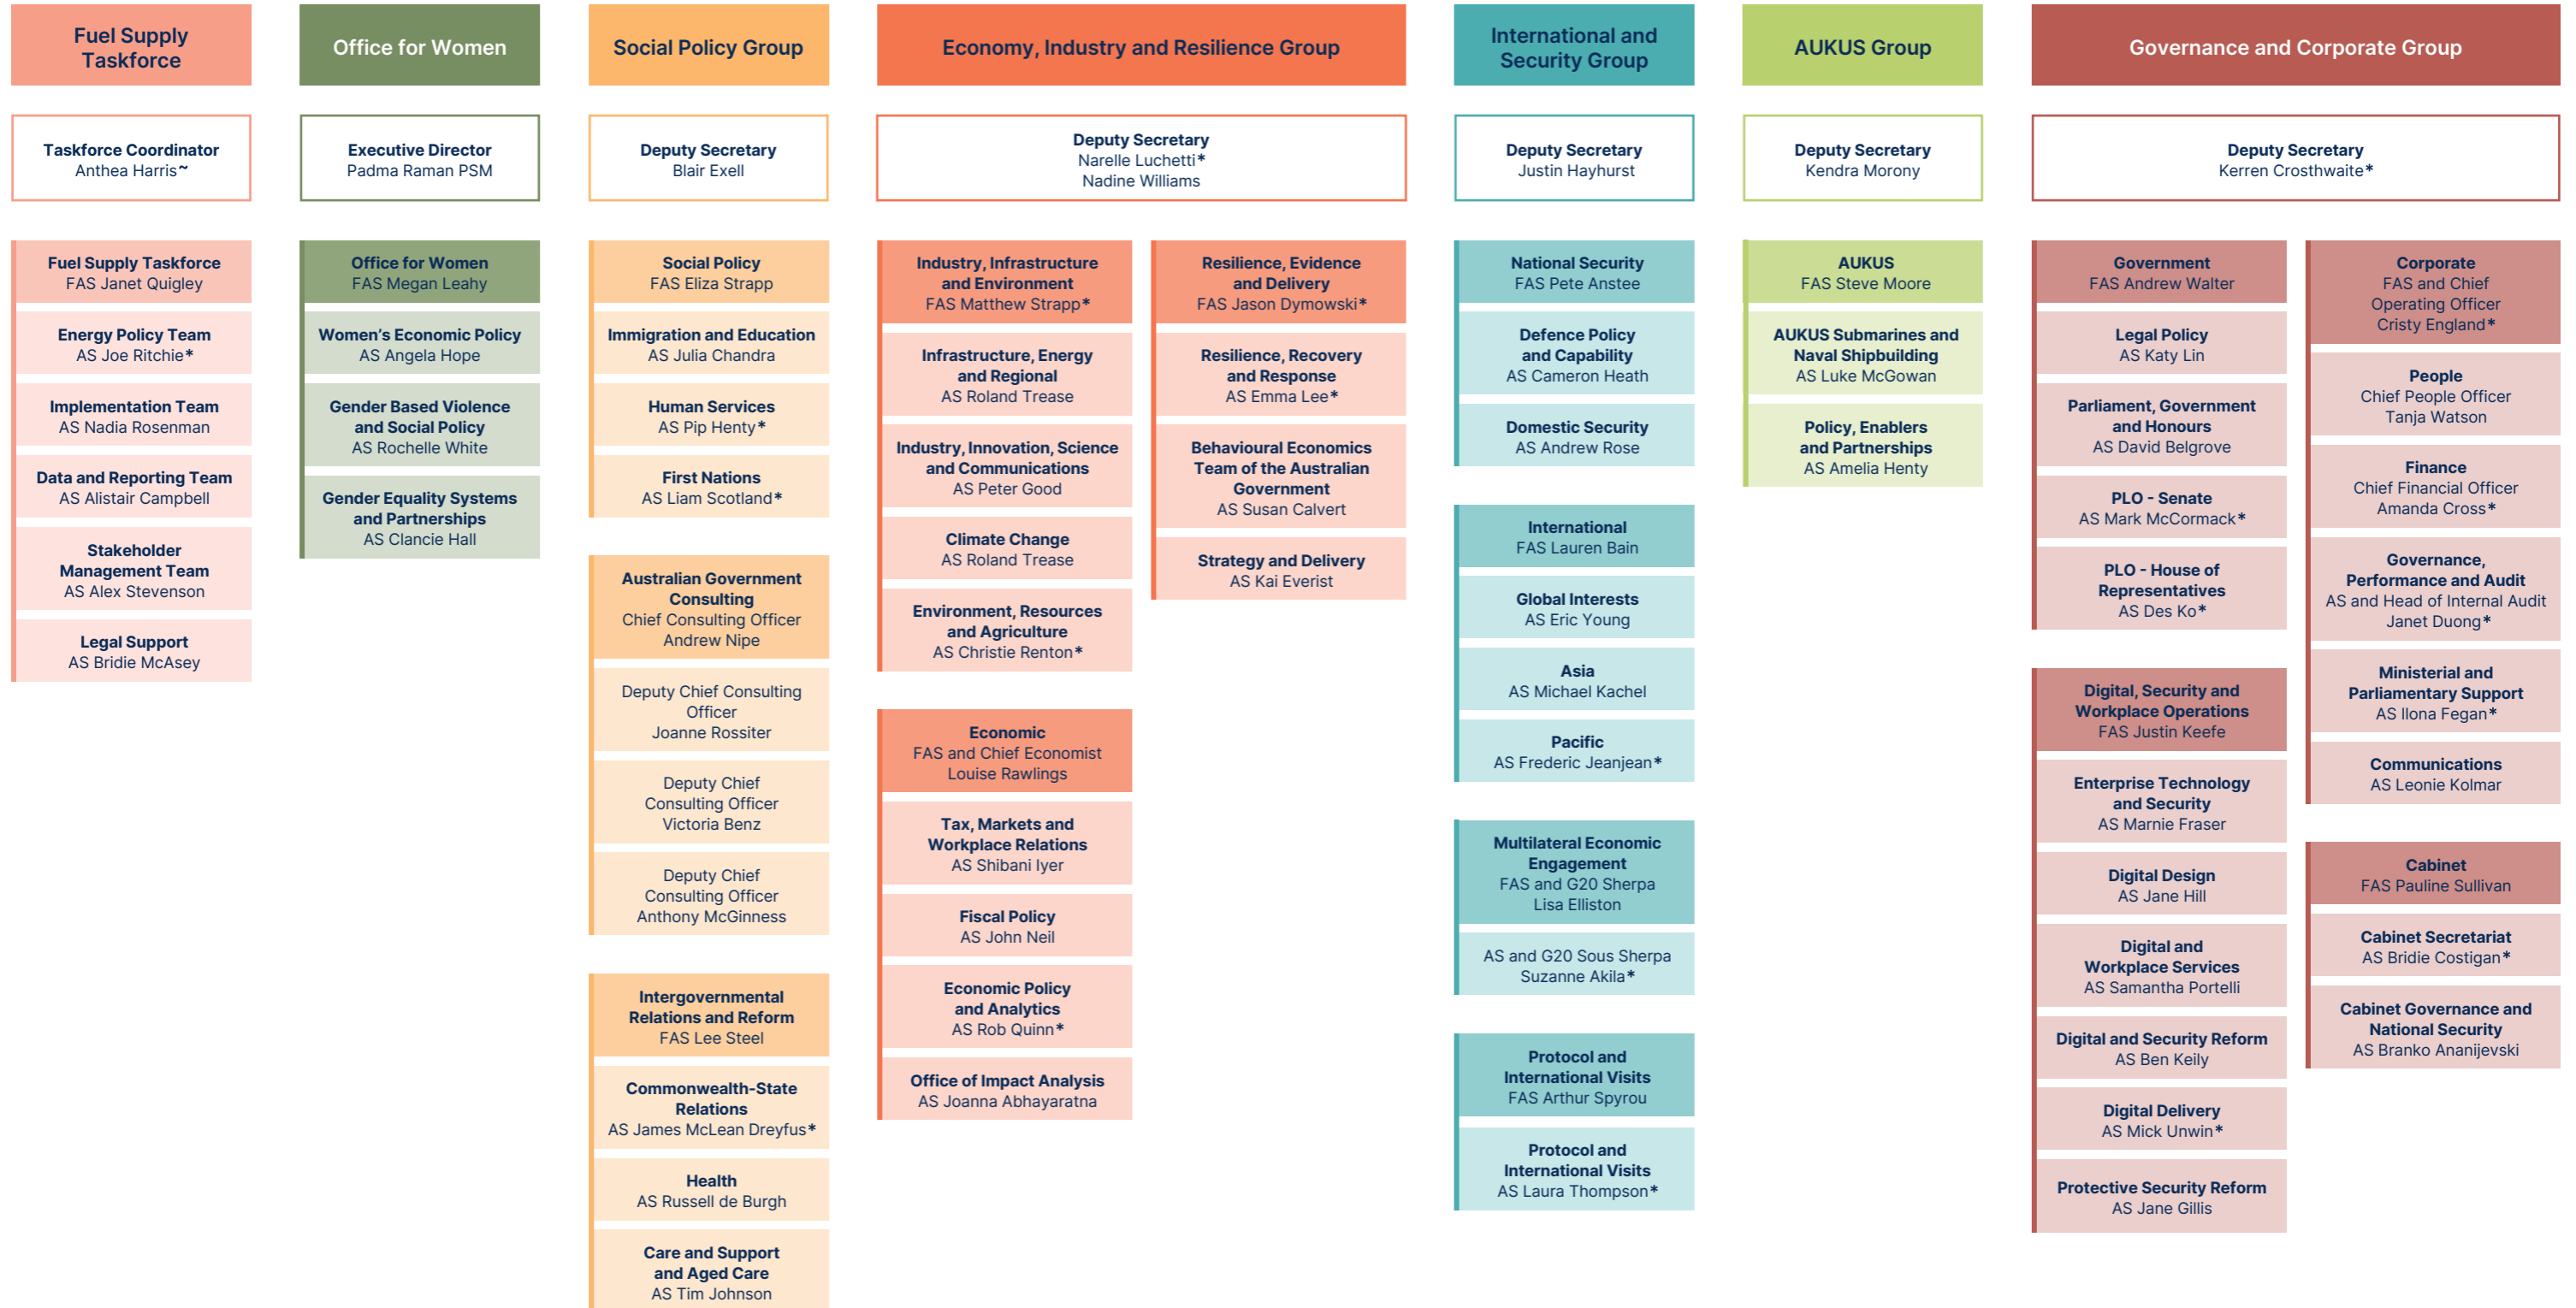 Fuel Supply
Taskforce
Taskforce Coordinator
Anthea Harris~
Fuel Supply Taskforce
FAS Janet Quigley
Energy Policy Team
AS Joe Ritchie*
Implementation Team
AS Nadia Rosenman
Data and Reporting Team
AS Alistair Campbell
Stakeholder
Management Team
AS Alex Stevenson
Legal Support
AS Bridie McAsey
Office for Women
Executive Director
Padma Raman PSM
Office for Women
FAS Megan Leahy
Women’s Economic Policy
AS Angela Hope
Gender Based Violence
and Social Policy
AS Rochelle White
Gender Equality Systems
and Partnerships
AS Clancie Hall
Social Policy Group
Deputy Secretary
Blair Exell
Social Policy
FAS Eliza Strapp
Immigration and Education
AS Julia Chandra
Human Services
AS Pip Henty*
First Nations
AS Liam Scotland*
Australian Government
Consulting
Chief Consulting Officer
Andrew Nipe
Deputy Chief Consulting
Officer
Joanne Rossiter
Deputy Chief
Consulting Officer
Victoria Benz
Deputy Chief
Consulting Officer
Anthony McGinness
Intergovernmental
Relations and Reform
FAS Lee Steel
Commonwealth-State
Relations
AS James McLean Dreyfus*
Health
AS Russell de Burgh
Care and Support
and Aged Care
AS Tim Johnson
Economy, Industry and Resilience Group
Deputy Secretary
Narelle Luchetti*
Nadine Williams
Industry, Infrastructure
and Environment
FAS Matthew Strapp*
Infrastructure, Energy
and Regional
AS Roland Trease
Industry, Innovation, Science
and Communications
AS Peter Good
Climate Change
AS Roland Trease
Environment, Resources
and Agriculture
AS Christie Renton*
Economic
FAS and Chief Economist
Louise Rawlings
Tax, Markets and
Workplace Relations
AS Shibani Iyer
Fiscal Policy
AS John Neil
Economic Policy
and Analytics
AS Rob Quinn*
Office of Impact Analysis
AS Joanna Abhayaratna
Resilience, Evidence
and Delivery
FAS Jason Dymowski*
Resilience, Recovery
and Response
AS Emma Lee*
Behavioural Economics
Team of the Australian
Government
AS Susan Calvert
Strategy and Delivery
AS Kai Everist
International and
Security Group
Deputy Secretary
Justin Hayhurst
National Security
FAS Pete Anstee
Defence Policy
and Capability
AS Cameron Heath
Domestic Security
AS Andrew Rose
International
FAS Lauren Bain
Global Interests
AS Eric Young
Asia
AS Michael Kachel
Pacific
AS Frederic Jeanjean*
Multilateral Economic
Engagement
FAS and G20 Sherpa
Lisa Elliston
AS and G20 Sous Sherpa
Suzanne Akila*
Protocol and
International Visits
FAS Arthur Spyrou
Protocol and
International Visits
AS Laura Thompson*
AUKUS Group
Deputy Secretary
Kendra Morony
AUKUS
FAS Steve Moore
AUKUS Submarines and
Naval Shipbuilding
AS Luke McGowan
Policy, Enablers
and Partnerships
AS Amelia Henty
Governance and Corporate Group
Deputy Secretary
Kerren Crosthwaite*
Government
FAS Andrew Walter
Legal Policy
AS Katy Lin
Parliament, Government
and Honours
AS David Belgrove
PLO - Senate
AS Mark McCormack*
PLO - House of
Representatives
AS Des Ko*
Digital, Security and
Workplace Operations
FAS Justin Keefe
Enterprise Technology
and Security
AS Marnie Fraser
Digital Design
AS Jane Hill
Digital and
Workplace Services
AS Samantha Portelli
Digital and Security Reform
AS Ben Keily
Digital Delivery
AS Mick Unwin*
Protective Security Reform
AS Jane Gillis
Corporate
FAS and Chief
Operating Officer
Cristy England*
People
Chief People Officer
Tanja Watson
Finance
Chief Financial Officer
Amanda Cross*
Governance,
Performance and Audit
AS and Head of Internal Audit
Janet Duong*
Ministerial and
Parliamentary Support
AS Ilona Fegan*
Communications
AS Leonie Kolmar
Cabinet
FAS Pauline Sullivan
Cabinet Secretariat
AS Bridie Costigan*
Cabinet Governance and
National Security
AS Branko Ananijevski